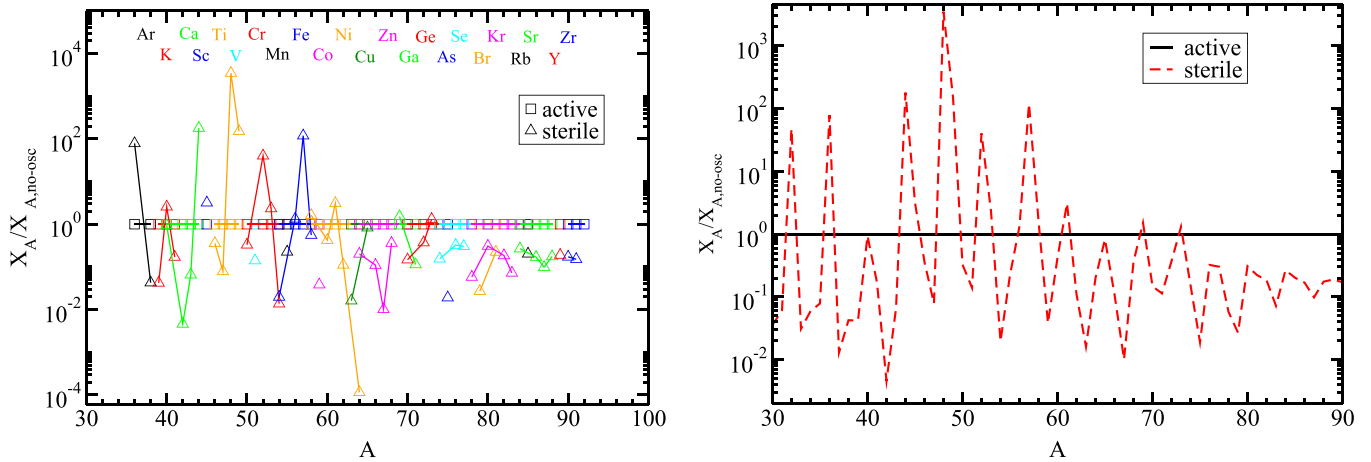 Ar Ca Ti Cr Fe Ni Zn Ge Se Kr Sr Zr
K Sc V Mn Co Cu Ga As Br Rb Y
active
sterile
10^4
10^2
10^0
10^-2
10^-4
X_A/X_A,no-osc
30 40 50 60 70 80 90 100
A
active
sterile
10^3
10^2
10^1
10^0
10^-1
10^-2
X_A/X_A,no-osc
30 40 50 60 70 80 90
A